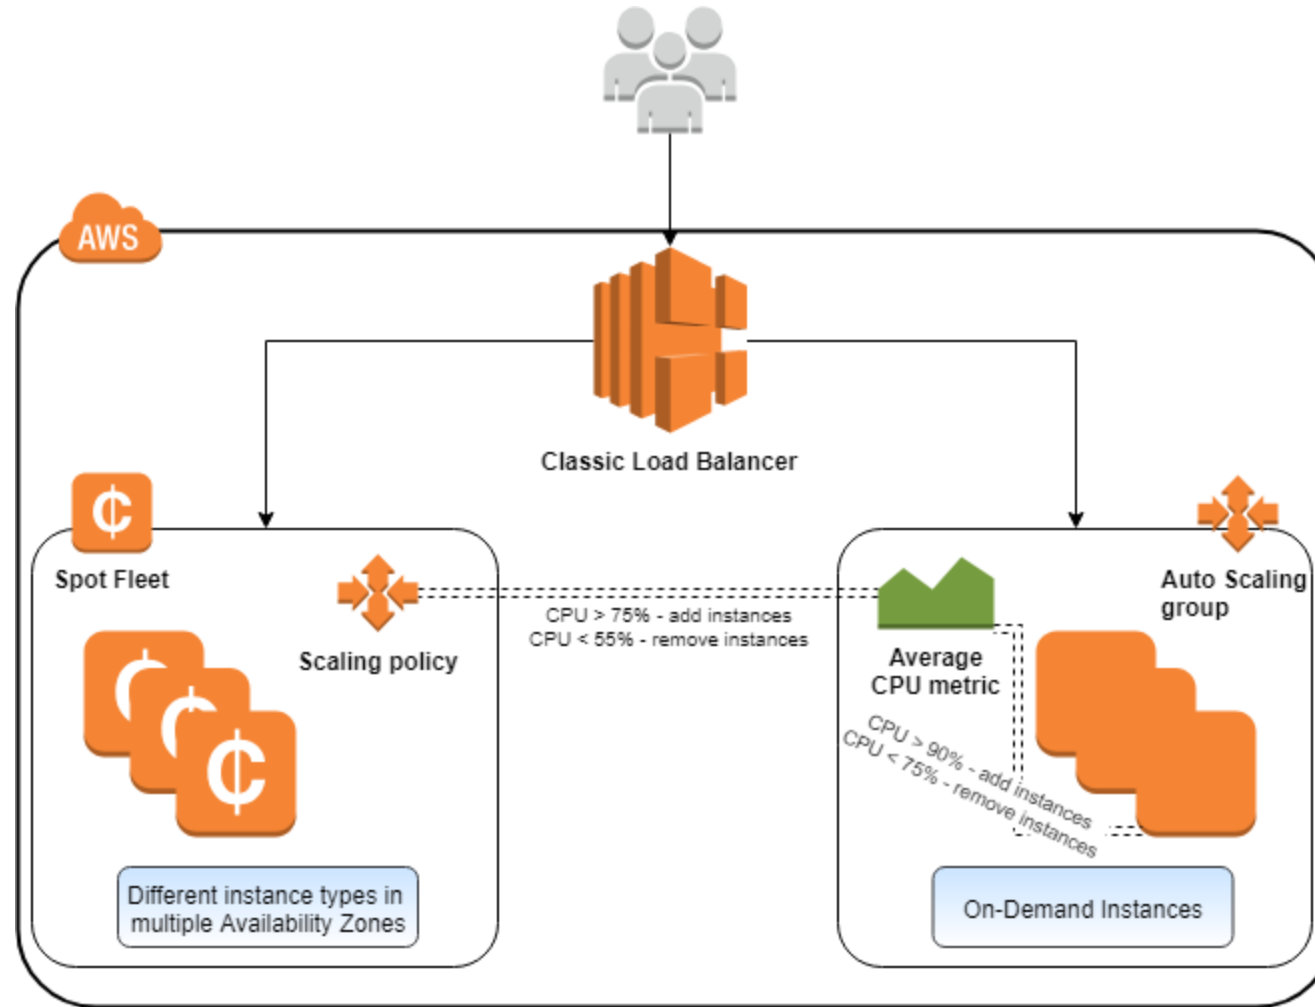 AWS
Classic Load Balancer
Spot Fleet
Scaling policy
CPU > 75% - add instances
CPU < 55% - remove instances
Average
CPU metric
Auto Scaling
group
CPU > 90% - add instances
CPU < 75% - remove instances
Different instance types in
multiple Availability Zones
On-Demand Instances